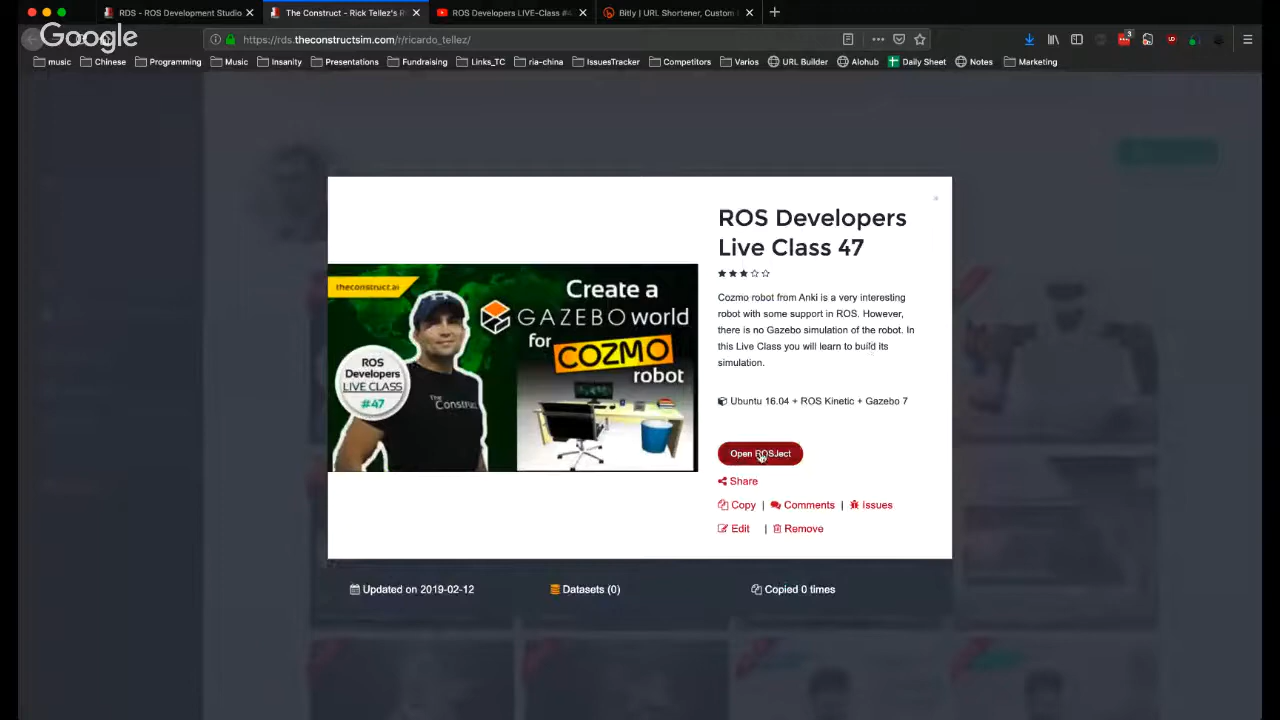 RDS - ROS Development Studio
The Construct - Rick Tellez's R
ROS Developers LIVE-Class #4
Bitly | URL Shortener, Custom
Google
https://rds.theconstructsim.com/r/ricardo_tellez/
3
music Chinese Programming Music Insanity Presentations Fundraising Links_TC ria-china IssuesTracker Competitors Varios URL Builder Alohub Daily Sheet Notes Marketing
theconstruct.ai
Create a
GAZEBO world
for COZMO
robot
ROS
Developers
LIVE CLASS
#47
The
Construct
ROS Developers
Live Class 47
Cozmo robot from Anki is a very interesting
robot with some support in ROS. However,
there is no Gazebo simulation of the robot. In
this Live Class you will learn to build its
simulation.
Ubuntu 16.04 + ROS Kinetic + Gazebo 7
Open ROSJect
Share
Copy | Comments | Issues
Edit | Remove
Updated on 2019-02-12
Datasets (0)
Copied 0 times